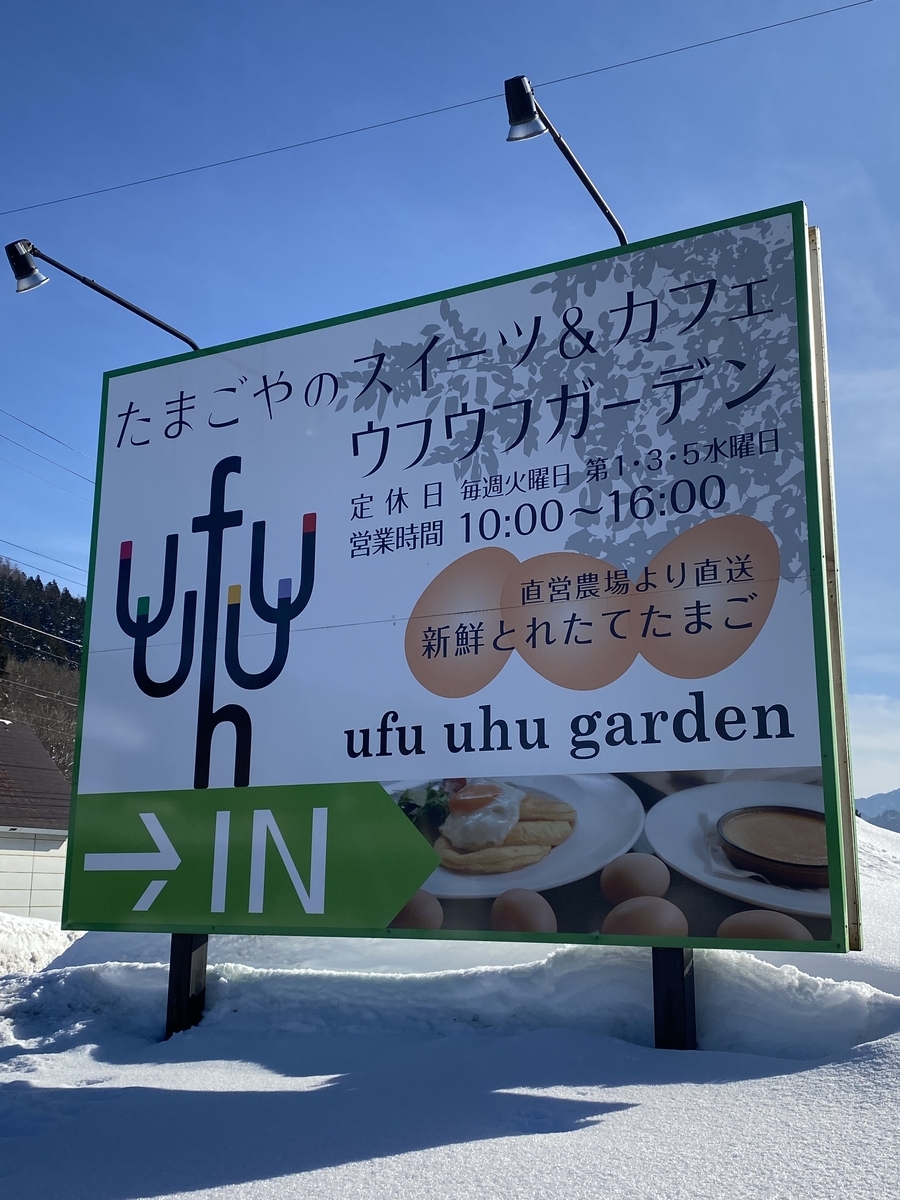 たまごやのスイーツ&カフェ
ウフウフガーデン
定休日 毎週火曜日 第1・3・5水曜日
営業時間 10:00～16:00
ufu uhu
直営農場より直送
新鮮とれたてたまご
ufu uhu garden
→IN